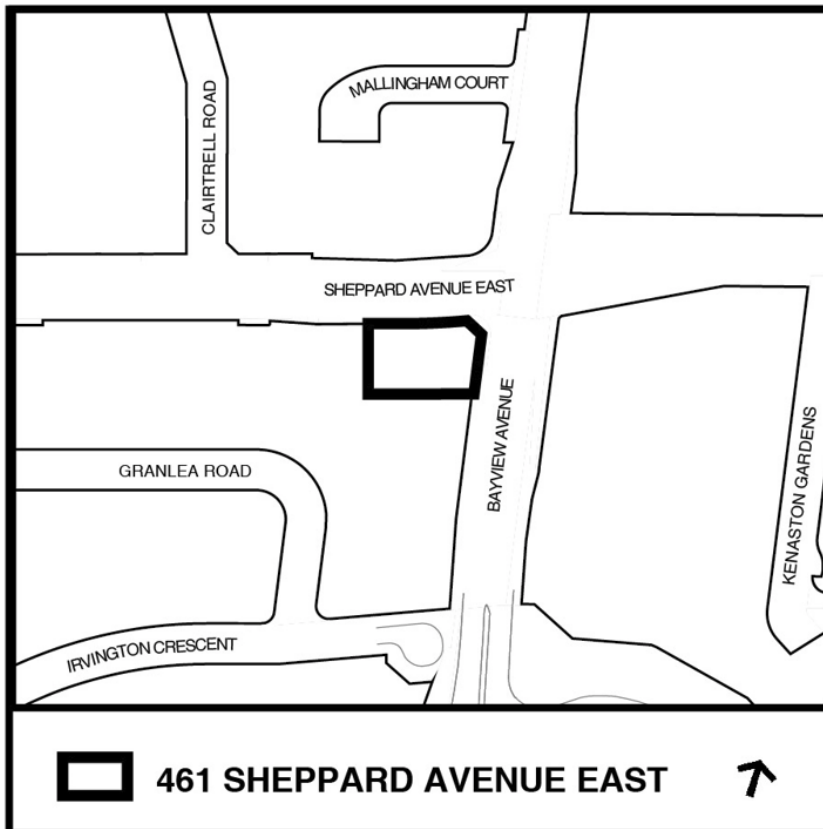 MALLINGHAM COURT
CLAIRTRELL ROAD
SHEPPARD AVENUE EAST
BAYVIEW AVENUE
GRANLEA ROAD
KENASTON GARDENS
IRVINGTON CRESCENT
461 SHEPPARD AVENUE EAST